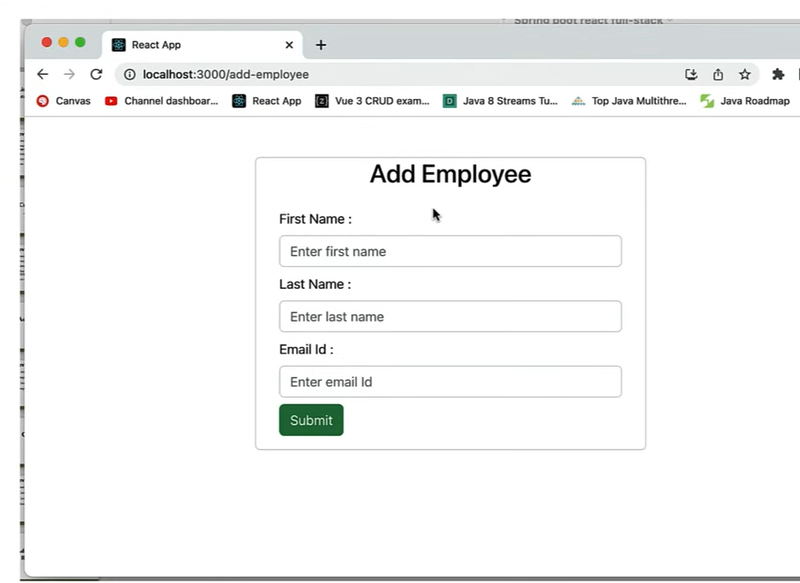 Spring boot react full-stack
React App
localhost:3000/add-employee
Canvas Channel dashboar... React App Vue 3 CRUD exam... Java 8 Streams Tu... Top Java Multithre... Java Roadmap
Add Employee
First Name :
Enter first name
Last Name :
Enter last name
Email Id :
Enter email Id
Submit